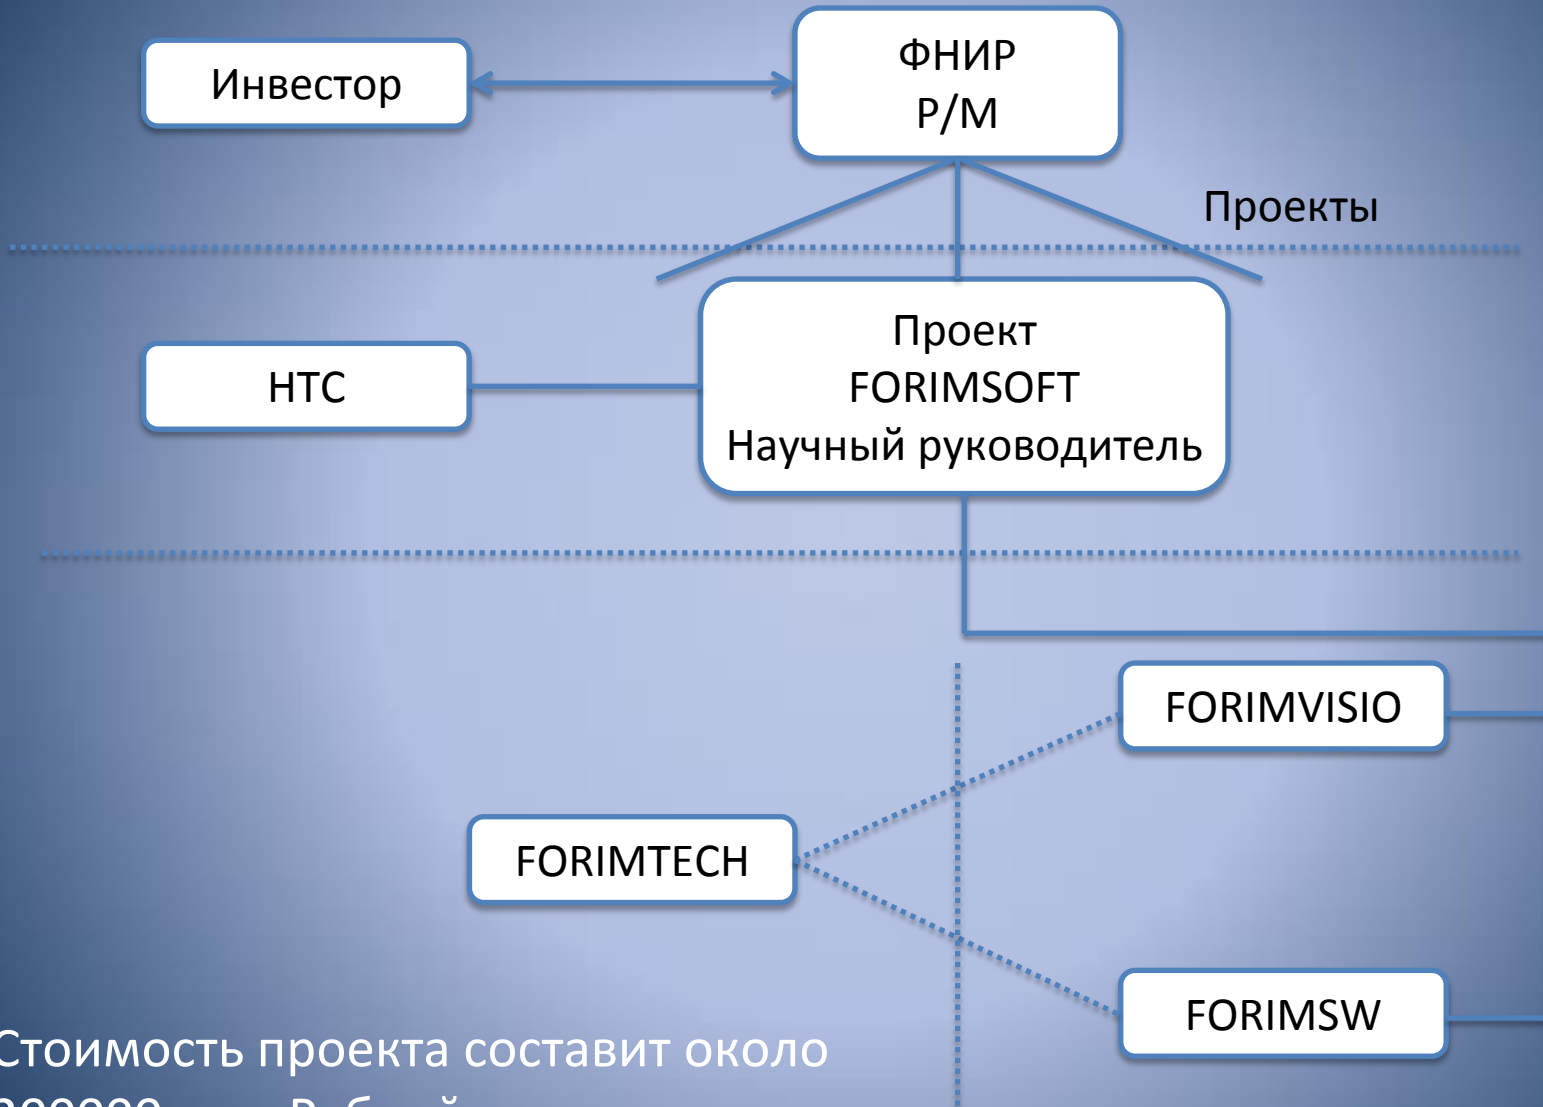 Инвестор
ФНИР
Р/М
Проекты
НТС
Проект
FORIMSOFT
Научный руководитель
FORIMVISIO
FORIMTECH
FORIMSW
Стоимость проекта составит около